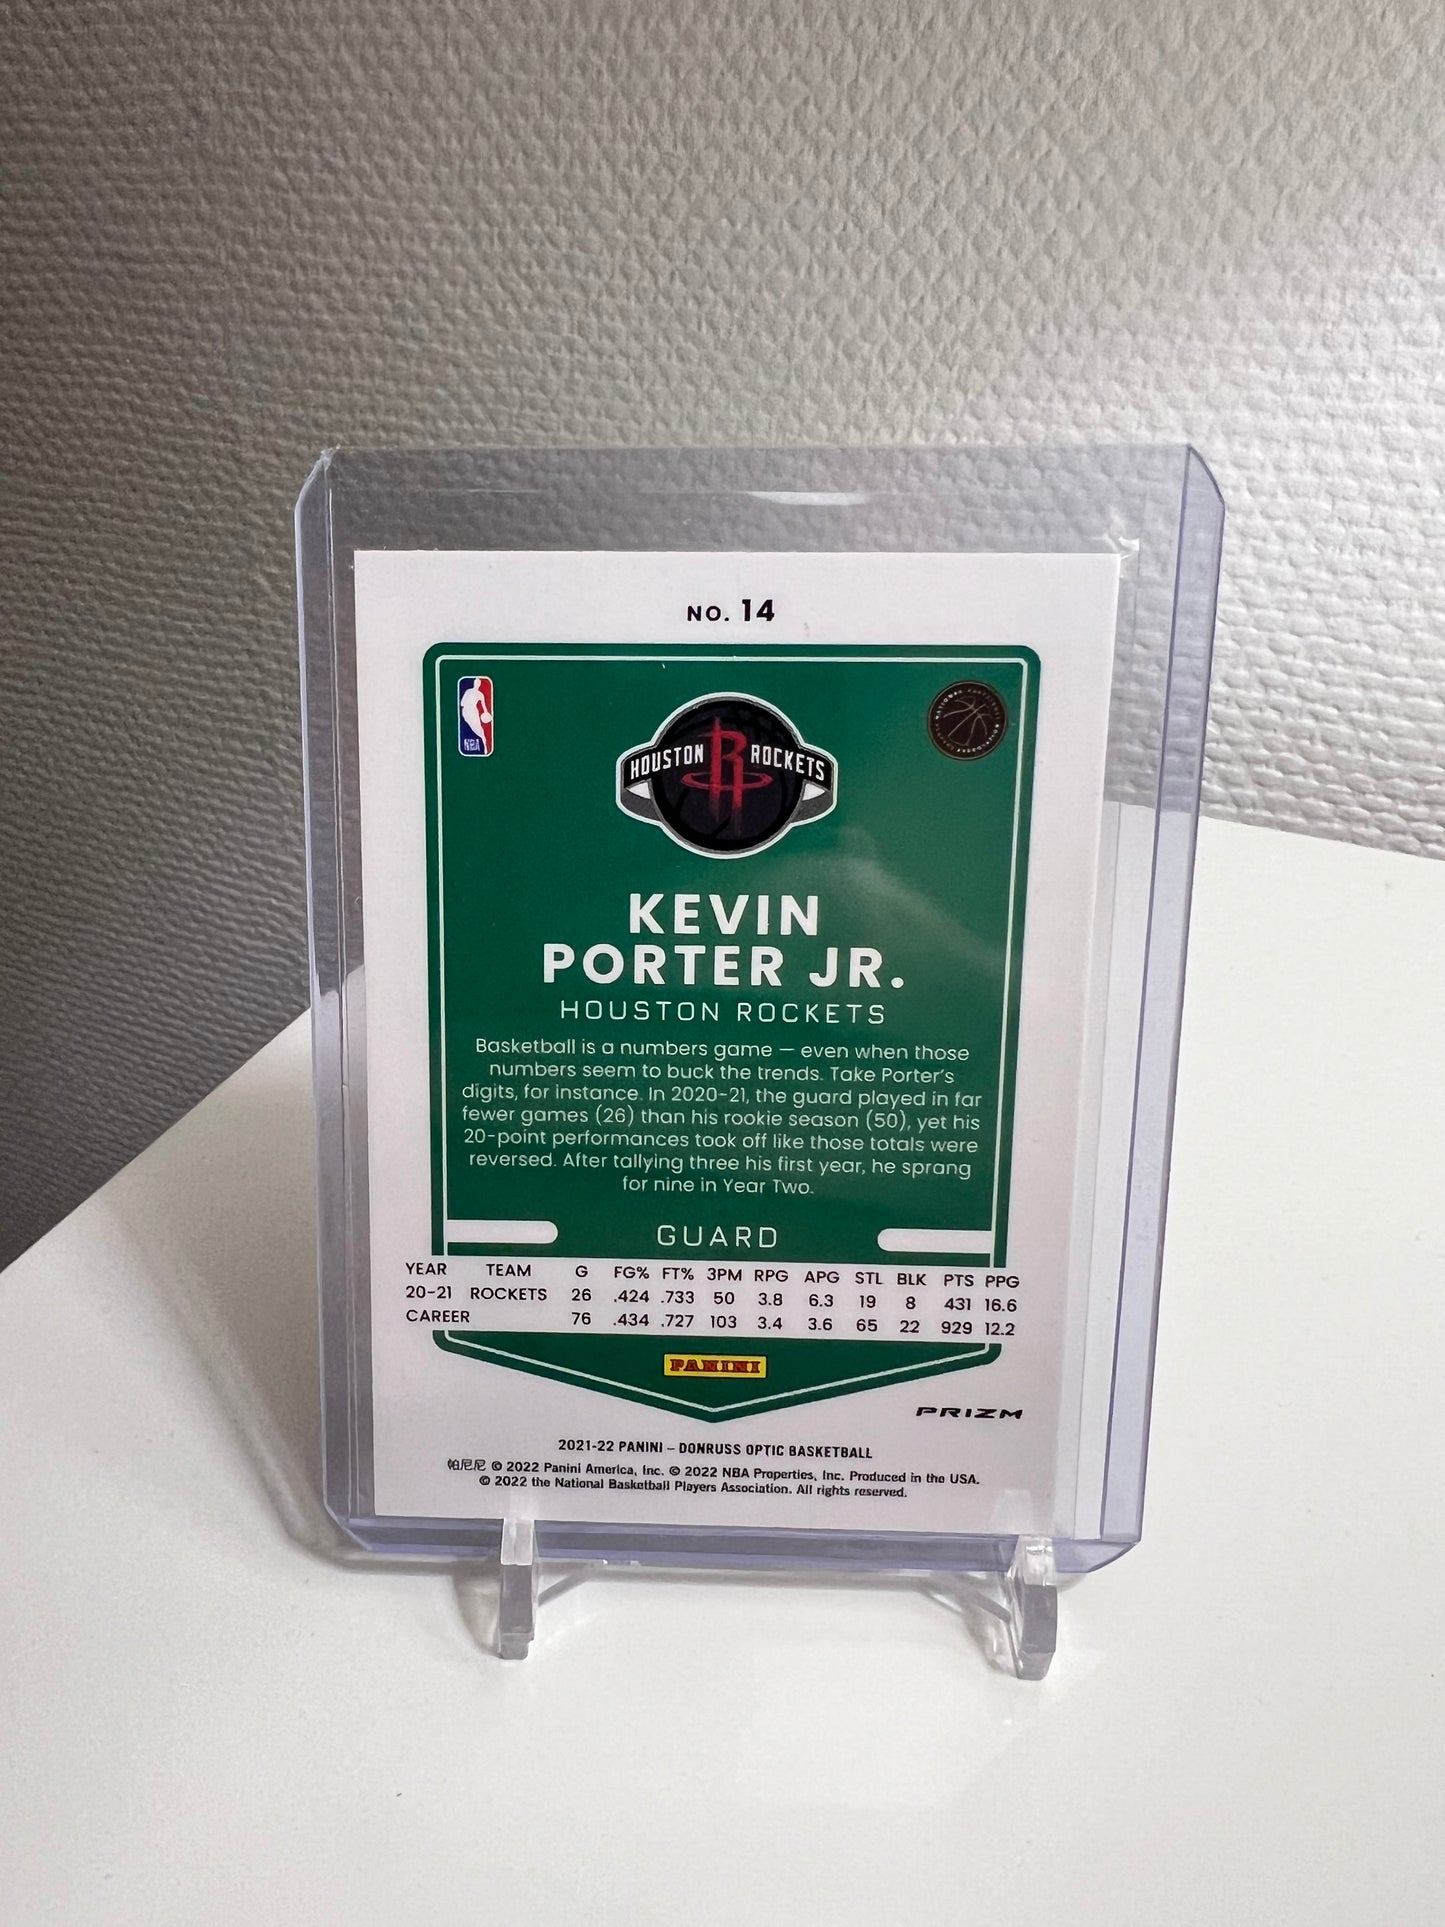 NO. 14
NBA
HOUSTON ROCKETS
KEVIN
PORTER JR.
HOUSTON ROCKETS
Basketball is a numbers game — even when those
numbers seem to buck the trends. Take Porter's
digits, for instance. In 2020-21, the guard played in far
fewer games (26) than his rookie season (50), yet his
20-point performances took off like those totals were
reversed. After tallying three his first year, he sprang
for nine in Year Two.
GUARD
YEAR TEAM G FG% FT% 3PM RPG APG STL BLK PTS PPG
20-21 ROCKETS 26 .424 .733 50 3.8 6.3 19 8 431 16.6
CAREER 76 .434 .727 103 3.4 3.6 65 22 929 12.2
PANINI
PRIZM
2021-22 PANINI – DONRUSS OPTIC BASKETBALL
帕尼尼 © 2022 Panini America, Inc. © 2022 NBA Properties, Inc. Produced in the USA.
© 2022 the National Basketball Players Association. All rights reserved.